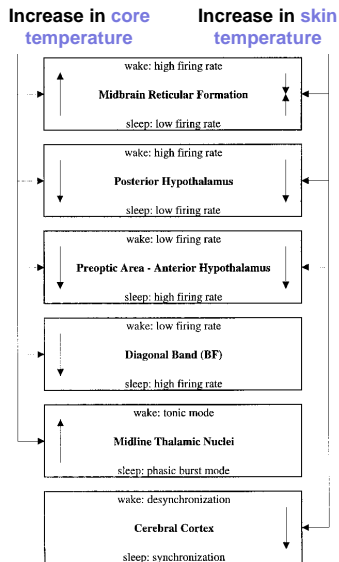 Increase in core temperature
Increase in skin temperature
wake: high firing rate
Midbrain Reticular Formation
sleep: low firing rate
wake: high firing rate
Posterior Hypothalamus
sleep: low firing rate
wake: low firing rate
Preoptic Area - Anterior Hypothalamus
sleep: high firing rate
wake: low firing rate
Diagonal Band (BF)
sleep: high firing rate
wake: tonic mode
Midline Thalamic Nuclei
sleep: phasic burst mode
wake: desynchronization
Cerebral Cortex
sleep: synchronization